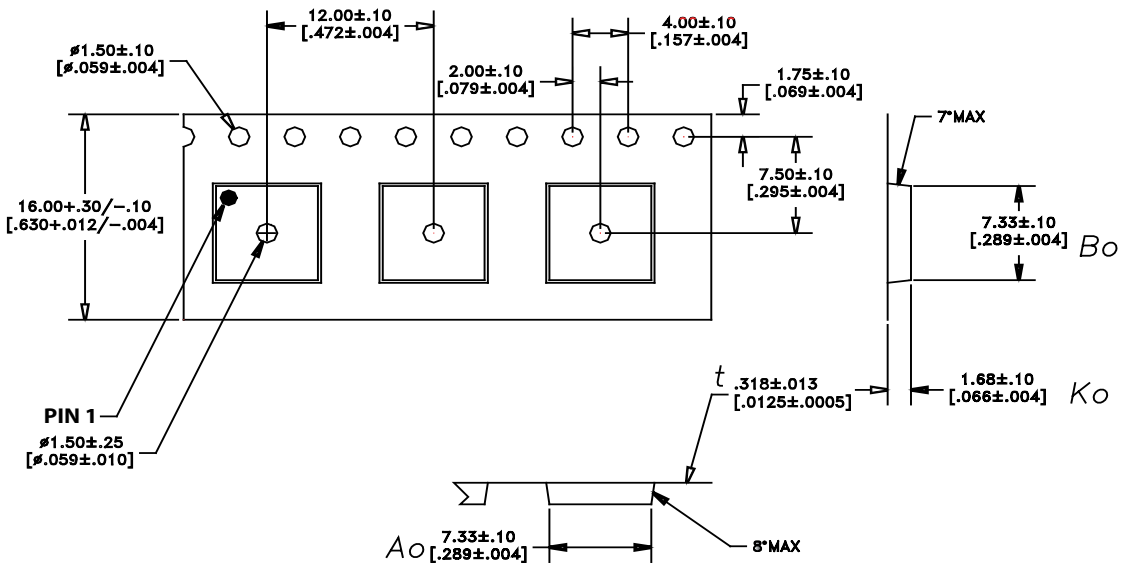 12.00±.10
[.472±.004]
4.00±.10
[.157±.004]
ø1.50±.10
[ø.059±.004]
2.00±.10
[.079±.004]
1.75±.10
[.069±.004]
7°MAX
7.50±.10
[.295±.004]
16.00+.30/−.10
[.630+.012/−.004]
7.33±.10
[.289±.004]
Bo
t
.318±.013
[.0125±.0005]
1.68±.10
[.066±.004]
Ko
PIN 1
ø1.50±.25
[ø.059±.010]
Ao
7.33±.10
[.289±.004]
8°MAX